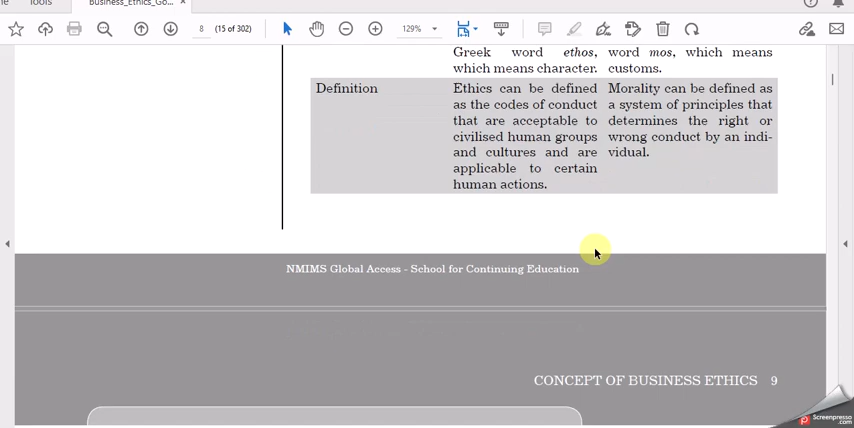 Tools
Business_Ethics_Go... ×
8 (15 of 302)
129%
Greek word ethos, word mos, which means
which means character. customs.
Definition Ethics can be defined Morality can be defined as
as the codes of conduct a system of principles that
that are acceptable to determines the right or
civilised human groups wrong conduct by an indi-
and cultures and are vidual.
applicable to certain
human actions.
NMIMS Global Access - School for Continuing Education
CONCEPT OF BUSINESS ETHICS 9
Screenpresso
.com